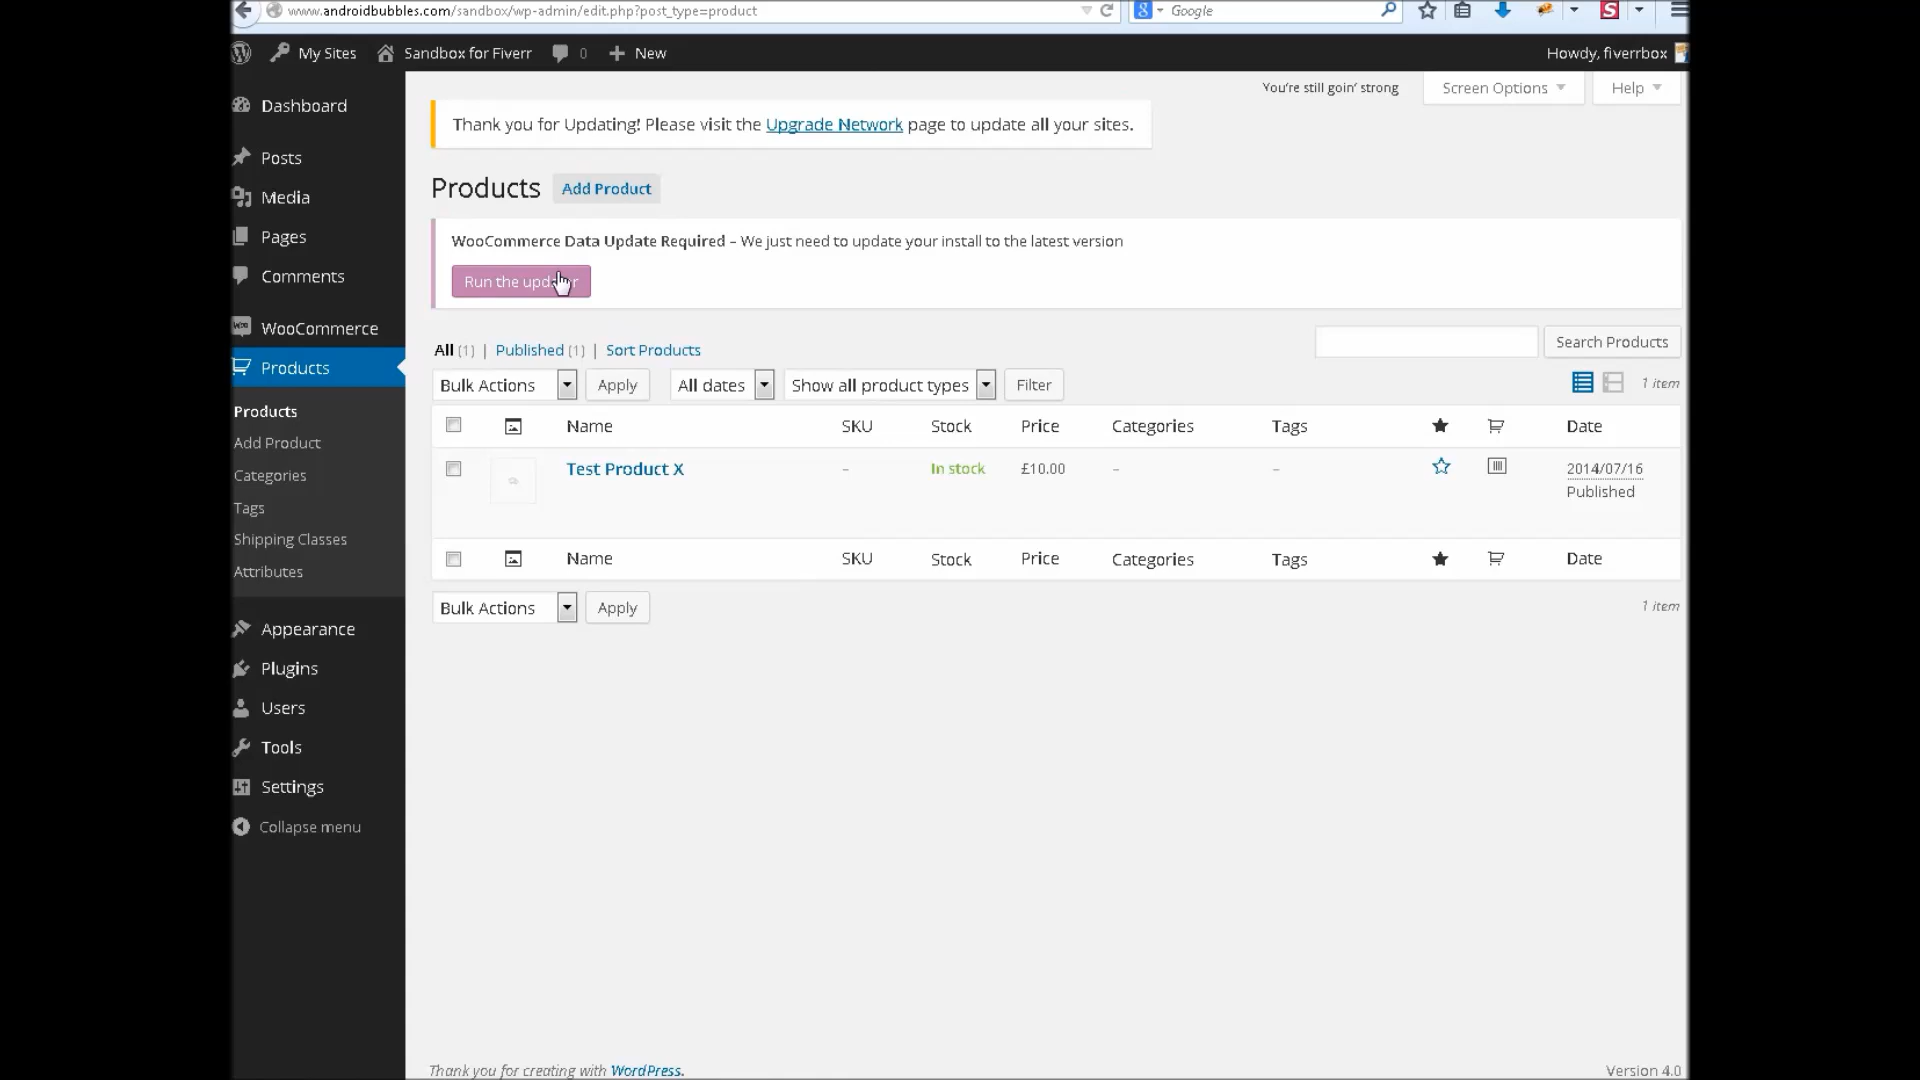 www.androidbubbles.com/sandbox/wp-admin/edit.php?post_type=product
Google
My Sites
Sandbox for Fiverr
0
New
Howdy, fiverrbox
You're still goin' strong
Screen Options
Help
Dashboard
Posts
Media
Pages
Comments
WooCommerce
Products
Products
Add Product
Categories
Tags
Shipping Classes
Attributes
Appearance
Plugins
Users
Tools
Settings
Collapse menu
Thank you for Updating! Please visit the Upgrade Network page to update all your sites.
Products Add Product
WooCommerce Data Update Required – We just need to update your install to the latest version
Run the
All (1) | Published (1) | Sort Products
Search Products
Bulk Actions Apply All dates Show all product types Filter
1 item
Name SKU Stock Price Categories Tags Date
Test Product X – In stock £10.00 – – 2014/07/16
Published
Name SKU Stock Price Categories Tags Date
Bulk Actions Apply
1 item
Thank you for creating with WordPress.
Version 4.0